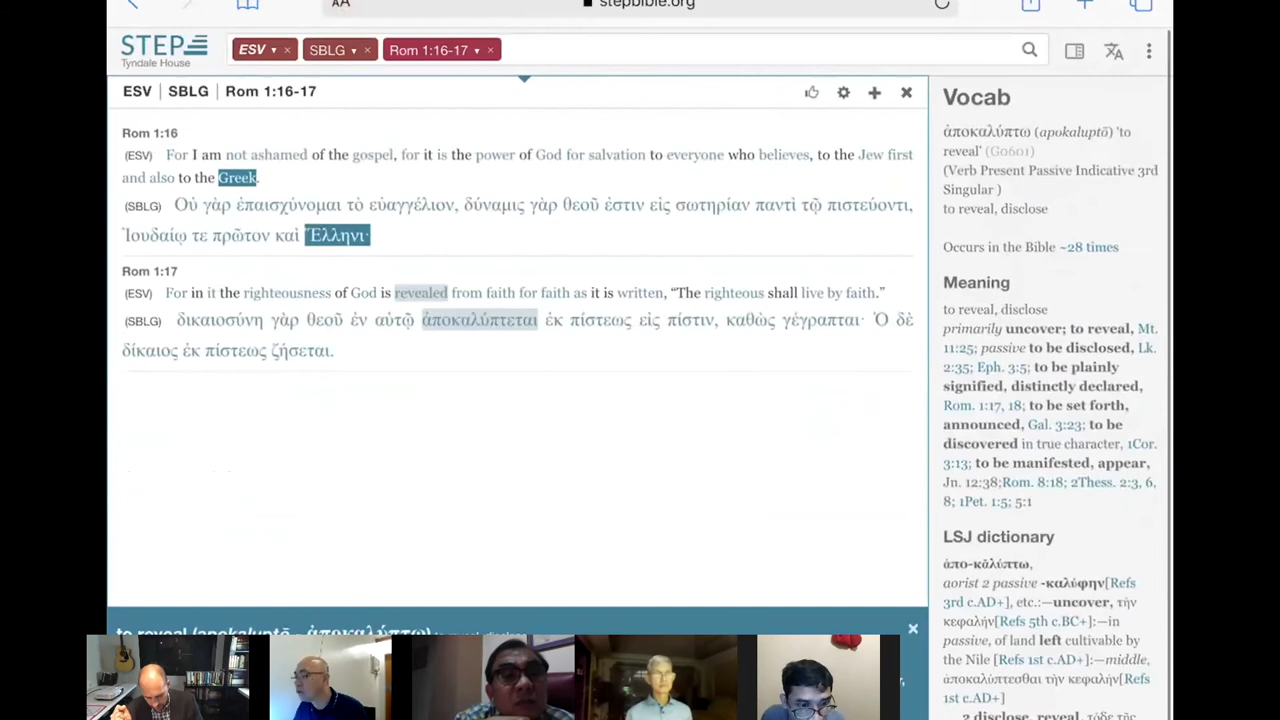 AA
stepbible.org
STEP
Tyndale House
ESV ▾ ×
SBLG ▾ ×
Rom 1:16-17 ▾ ×
ESV | SBLG | Rom 1:16-17
Rom 1:16
(ESV) For I am not ashamed of the gospel, for it is the power of God for salvation to everyone who believes, to the Jew first
and also to the Greek.
(SBLG) Οὐ γὰρ ἐπαισχύνομαι τὸ εὐαγγέλιον, δύναμις γὰρ θεοῦ ἐστιν εἰς σωτηρίαν παντὶ τῷ πιστεύοντι,
Ἰουδαίῳ τε πρῶτον καὶ Ἕλληνι·
Rom 1:17
(ESV) For in it the righteousness of God is revealed from faith for faith as it is written, “The righteous shall live by faith.”
(SBLG) δικαιοσύνη γὰρ θεοῦ ἐν αὐτῷ ἀποκαλύπτεται ἐκ πίστεως εἰς πίστιν, καθὼς γέγραπται· Ὁ δὲ
δίκαιος ἐκ πίστεως ζήσεται.
to reveal (apokaluptō - ἀποκαλύπτω)
Vocab
ἀποκαλύπτω (apokaluptō) 'to
reveal' (G0601)
(Verb Present Passive Indicative 3rd
Singular )
to reveal, disclose
Occurs in the Bible ~28 times
Meaning
to reveal, disclose
primarily uncover; to reveal, Mt.
11:25; passive to be disclosed, Lk.
2:35; Eph. 3:5; to be plainly
signified, distinctly declared,
Rom. 1:17, 18; to be set forth,
announced, Gal. 3:23; to be
discovered in true character, 1Cor.
3:13; to be manifested, appear,
Jn. 12:38;Rom. 8:18; 2Thess. 2:3, 6,
8; 1Pet. 1:5; 5:1
LSJ dictionary
ἀπο-κᾰλύπτω,
aorist 2 passive -καλύφην[Refs
3rd c.AD+], etc.:—uncover, τὴν
κεφαλήν[Refs 5th c.BC+]:—in
passive, of land left cultivable by
the Nile [Refs 1st c.AD+]:—middle,
ἀποκαλύπτεσθαι τὴν κεφαλήν[Refs
1st c.AD+]
2 disclose, reveal, τόδε τῆς